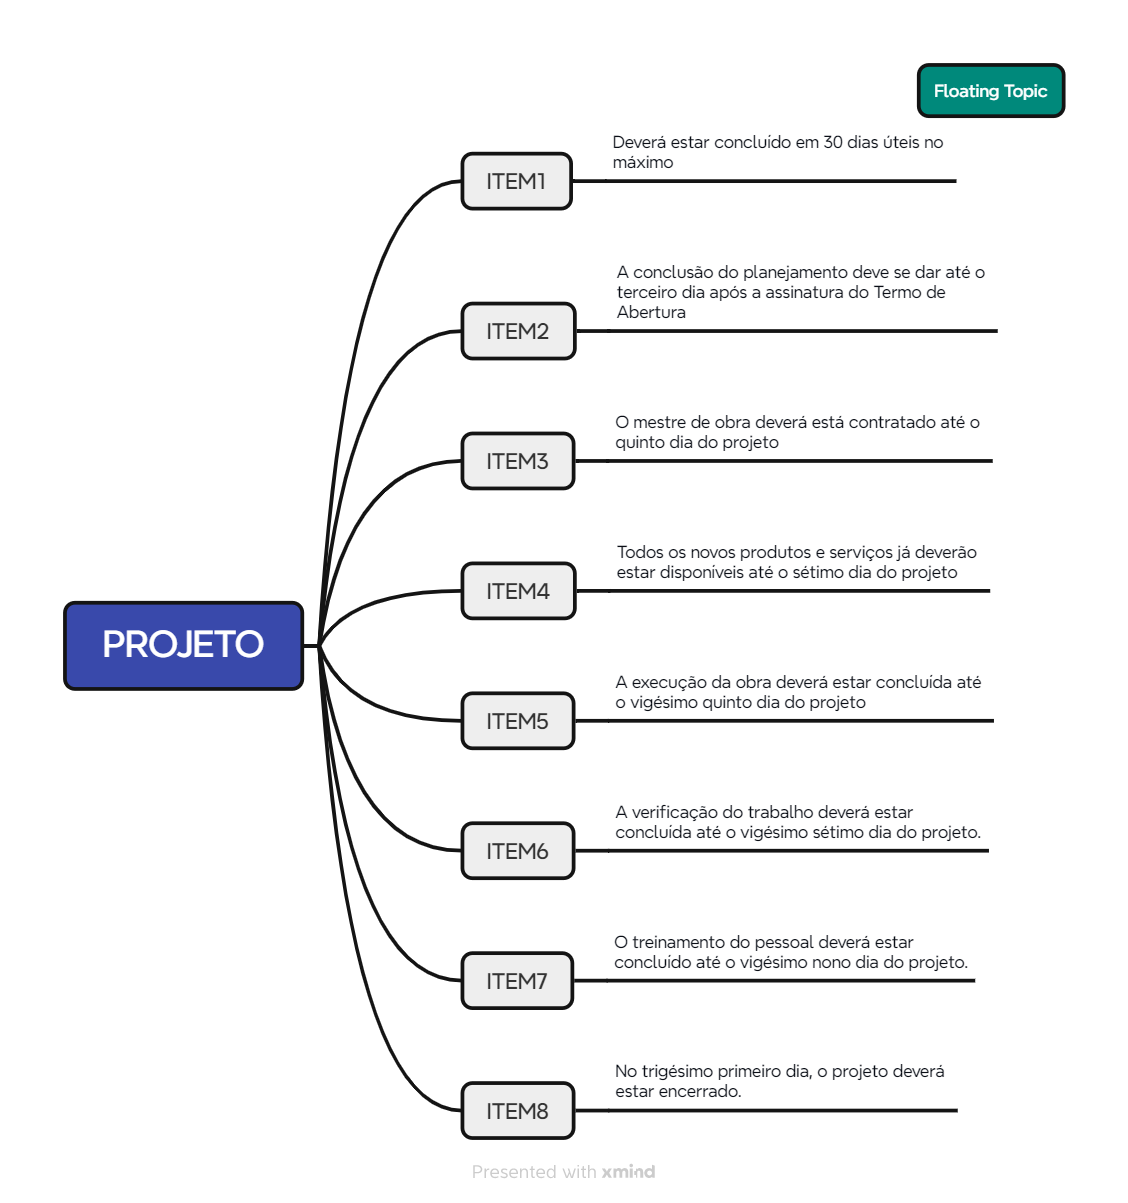 Floating Topic
Deverá estar concluído em 30 dias úteis no
máximo
ITEM1
A conclusão do planejamento deve se dar até o
terceiro dia após a assinatura do Termo de
Abertura
ITEM2
O mestre de obra deverá está contratado até o
quinto dia do projeto
ITEM3
Todos os novos produtos e serviços já deverão
estar disponíveis até o sétimo dia do projeto
ITEM4
PROJETO
A execução da obra deverá estar concluída até
o vigésimo quinto dia do projeto
ITEM5
A verificação do trabalho deverá estar
concluída até o vigésimo sétimo dia do projeto.
ITEM6
O treinamento do pessoal deverá estar
concluído até o vigésimo nono dia do projeto.
ITEM7
No trigésimo primeiro dia, o projeto deverá
estar encerrado.
ITEM8
Presented with xmind